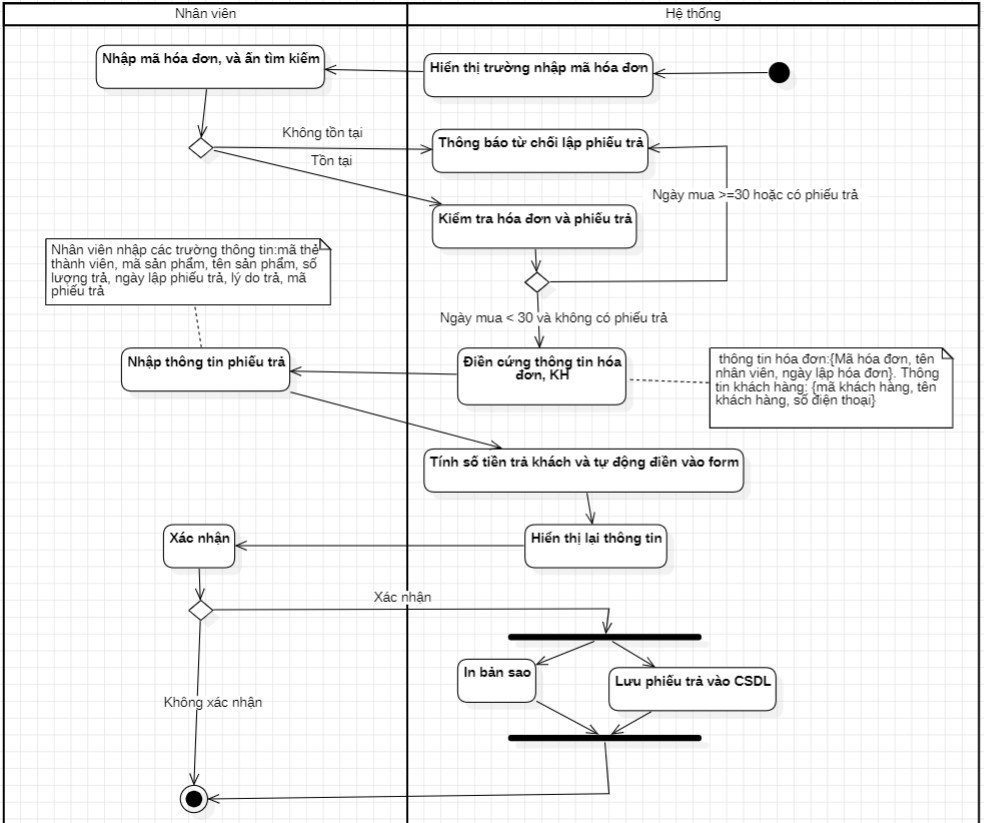 Nhân viên
Hệ thống
Nhập mã hóa đơn, và ấn tìm kiếm
Hiển thị trường nhập mã hóa đơn
Không tồn tại
Thông báo từ chối lập phiếu trả
Tồn tại
Ngày mua >=30 hoặc có phiếu trả
Kiểm tra hóa đơn và phiếu trả
Nhân viên nhập các trường thông tin:mã thẻ
thành viên, mã sản phẩm, tên sản phẩm, số
lượng trả, ngày lập phiếu trả, lý do trả, mã
phiếu trả
Ngày mua < 30 và không có phiếu trả
Nhập thông tin phiếu trả
Điền cứng thông tin hóa
đơn, KH
thông tin hóa đơn:{Mã hóa đơn, tên
nhân viên, ngày lập hóa đơn}. Thông
tin khách hàng: {mã khách hàng, tên
khách hàng, số điện thoại}
Tính số tiền trả khách và tự động điền vào form
Xác nhận
Hiển thị lại thông tin
Xác nhận
In bản sao
Lưu phiếu trả vào CSDL
Không xác nhận